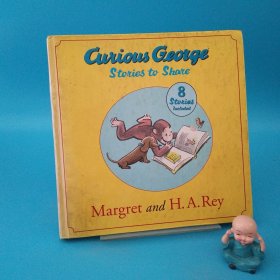 Curious George
Stories to Share
8
Stories
Included!
Margret and H. A. Rey